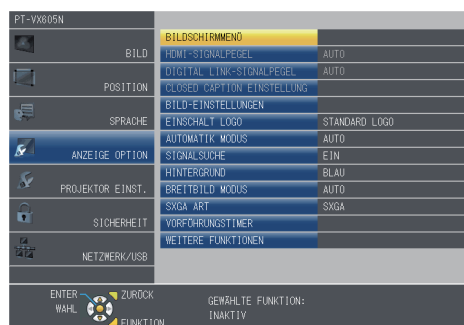 PT-VX605N
BILD
POSITION
SPRACHE
ANZEIGE OPTION
PROJEKTOR EINST.
SICHERHEIT
NETZWERK/USB
BILDSCHIRMMENÖ
HDMI-SIGNALPEGEL AUTO
DIGITAL LINK-SIGNALPEGEL AUTO
CLOSED CAPTION EINSTELLUNG
BILD-EINSTELLUNGEN
EINSCHALT LOGO STANDARD LOGO
AUTOMATIK MODUS AUTO
SIGNALSUCHE EIN
HINTERGRUND BLAU
BREITBILD MODUS AUTO
SXGA ART SXGA
VORFÜHRUNGSTIMER
WEITERE FUNKTIONEN
ENTER ZURÜCK
WAHL
FUNKTION
GEWÄHLTE FUNKTION:
INAKTIV